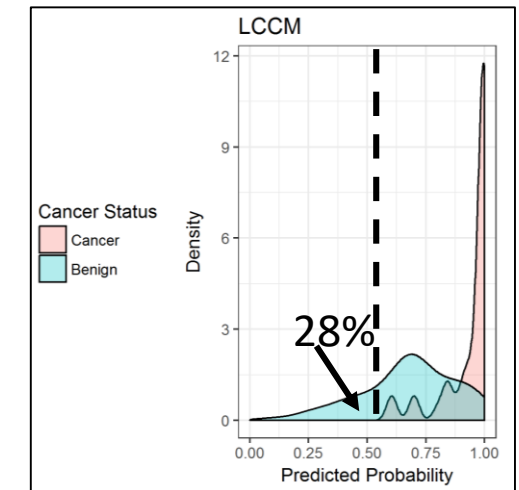 LCCM
12
9
6
3
0
Density
28%
0.00 0.25 0.50 0.75 1.00
Predicted Probability
Cancer Status
Cancer
Benign